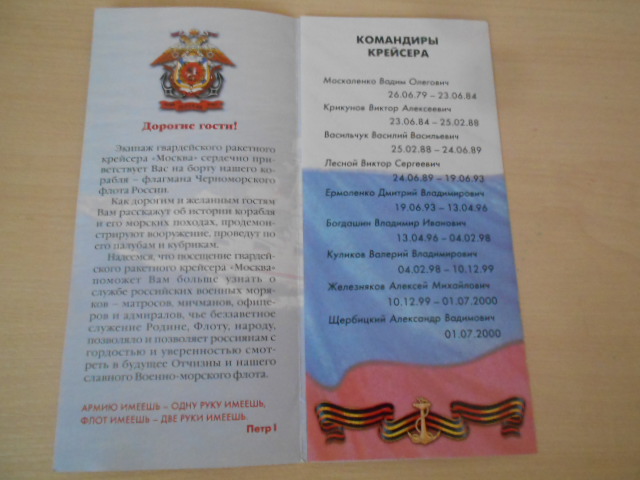 Дорогие гости!
Экипаж гвардейского ракетного
крейсера «Москва» сердечно при-
ветствует Вас на борту нашего ко-
рабля – флагмана Черноморского
флота России.
Как дорогим и желанным гостям
Вам расскажут об истории корабля
и его морских походах, продемон-
стрируют вооружение, проведут по
его палубам и кубрикам.
Надеемся, что посещение гвардей-
ского ракетного крейсера «Москва»
поможет Вам больше узнать о
службе российских военных моря-
ков – матросов, мичманов, офице-
ров и адмиралов, чье беззаветное
служение Родине, Флоту, народу,
позволяло и позволяет россиянам с
гордостью и уверенностью смот-
реть в будущее Отчизны и нашего
славного Военно-морского флота.
АРМИЮ ИМЕЕШЬ – ОДНУ РУКУ ИМЕЕШЬ,
ФЛОТ ИМЕЕШЬ – ДВЕ РУКИ ИМЕЕШЬ.
Петр I
КОМАНДИРЫ
КРЕЙСЕРА
Москаленко Вадим Олегович
26.06.79 – 23.06.84
Крикунов Виктор Алексеевич
23.06.84 – 25.02.88
Васильчук Василий Васильевич
25.02.88 – 24.06.89
Лесной Виктор Сергеевич
24.06.89 – 19.06.93
Ермоленко Дмитрий Владимирович
19.06.93 – 13.04.96
Богдашин Владимир Иванович
13.04.96 – 04.02.98
Куликов Валерий Владимирович
04.02.98 – 10.12.99
Железняков Алексей Михайлович
10.12.99 – 01.07.2000
Щербицкий Александр Вадимович
01.07.2000